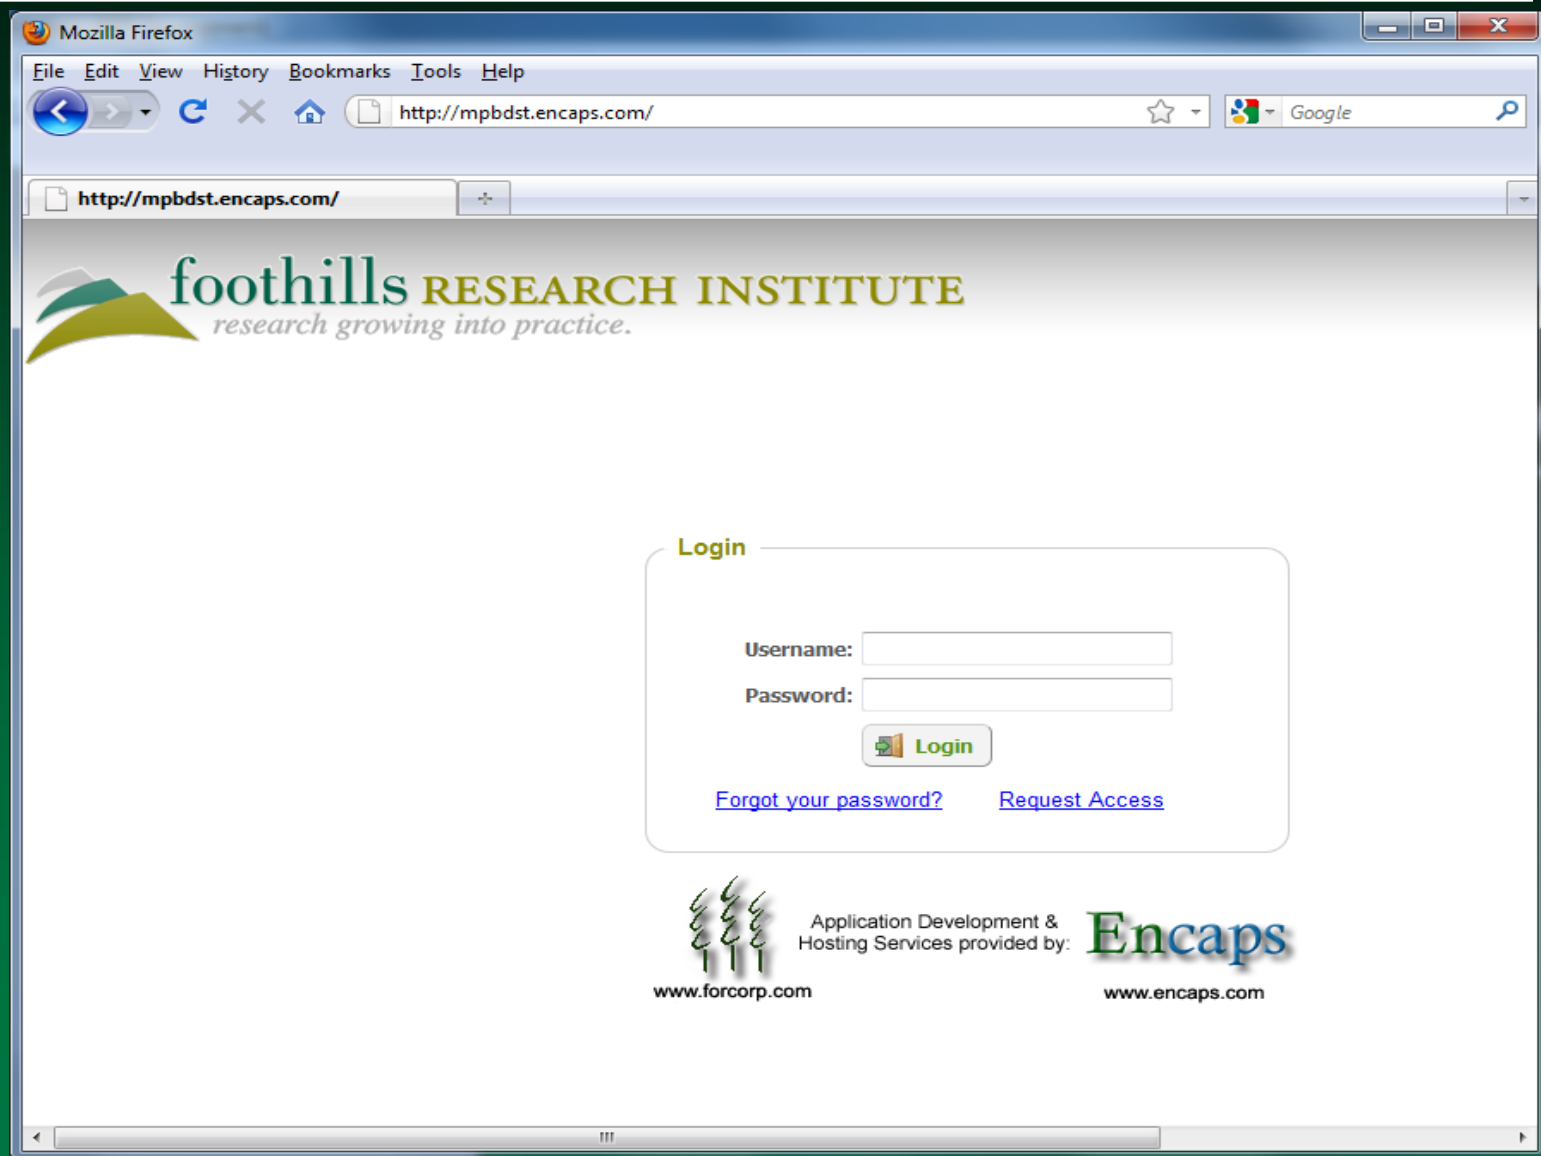 Mozilla Firefox
File Edit View History Bookmarks Tools Help
http://mpbdst.encaps.com/
Google
http://mpbdst.encaps.com/
foothills RESEARCH INSTITUTE
research growing into practice.
Login
Username:
Password:
Login
Forgot your password? Request Access
Application Development &
Hosting Services provided by:
Encaps
www.forcorp.com
www.encaps.com